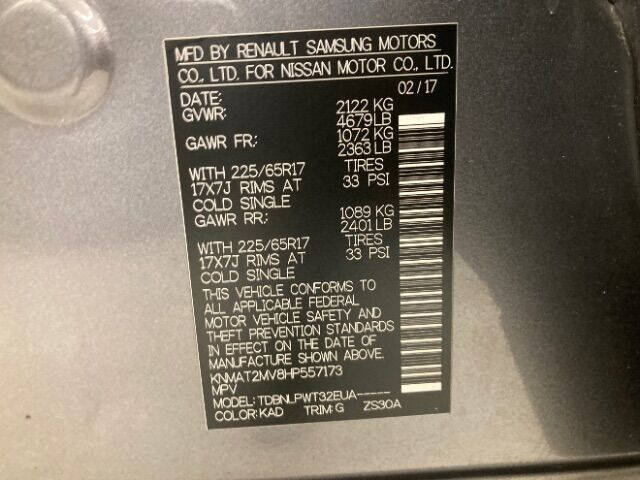 MFD BY RENAULT SAMSUNG MOTORS
CO., LTD. FOR NISSAN MOTOR CO., LTD.
DATE: 02/17
GVWR: 2122 KG
4679 LB
GAWR FR: 1072 KG
2363 LB
WITH 225/65R17 TIRES
17X7J RIMS AT 33 PSI
COLD SINGLE
GAWR RR: 1089 KG
2401 LB
WITH 225/65R17 TIRES
17X7J RIMS AT 33 PSI
COLD SINGLE
THIS VEHICLE CONFORMS TO
ALL APPLICABLE FEDERAL
MOTOR VEHICLE SAFETY AND
THEFT PREVENTION STANDARDS
IN EFFECT ON THE DATE OF
MANUFACTURE SHOWN ABOVE.
KNMAT2MV8HP557173
MPV
MODEL: TDBNLPWT32EUA-----
COLOR: KAD TRIM: G ZS30A